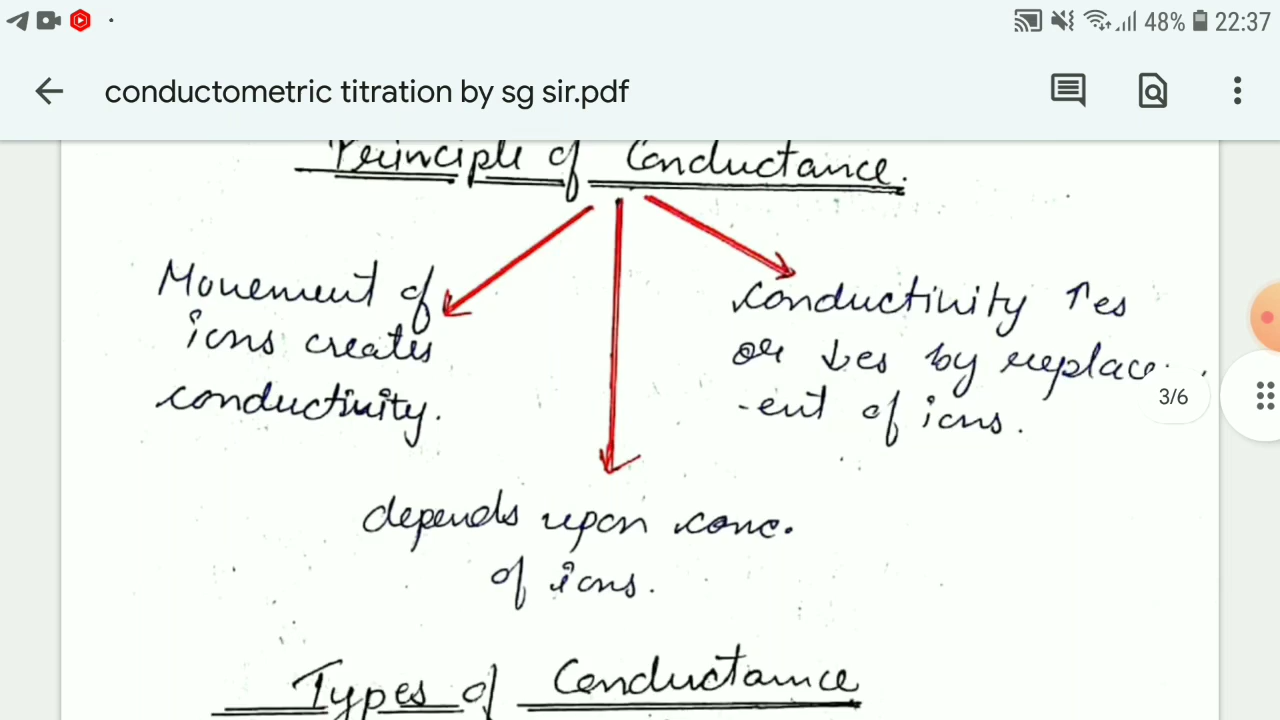 48% 22:37
conductometric titration by sg sir.pdf
Principle of Conductance.
Movement of
ions creates
conductivity.
conductivity ↑es
or ↓es by replace-
-ent of ions.
3/6
depends upon conc.
of ions.
Types of Conductance